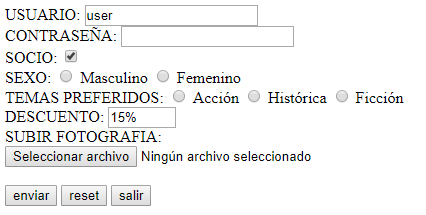 USUARIO: user
CONTRASEÑA:
SOCIO:
SEXO: Masculino Femenino
TEMAS PREFERIDOS: Acción Histórica Ficción
DESCUENTO: 15%
SUBIR FOTOGRAFIA:
Seleccionar archivo Ningún archivo seleccionado
enviar reset salir